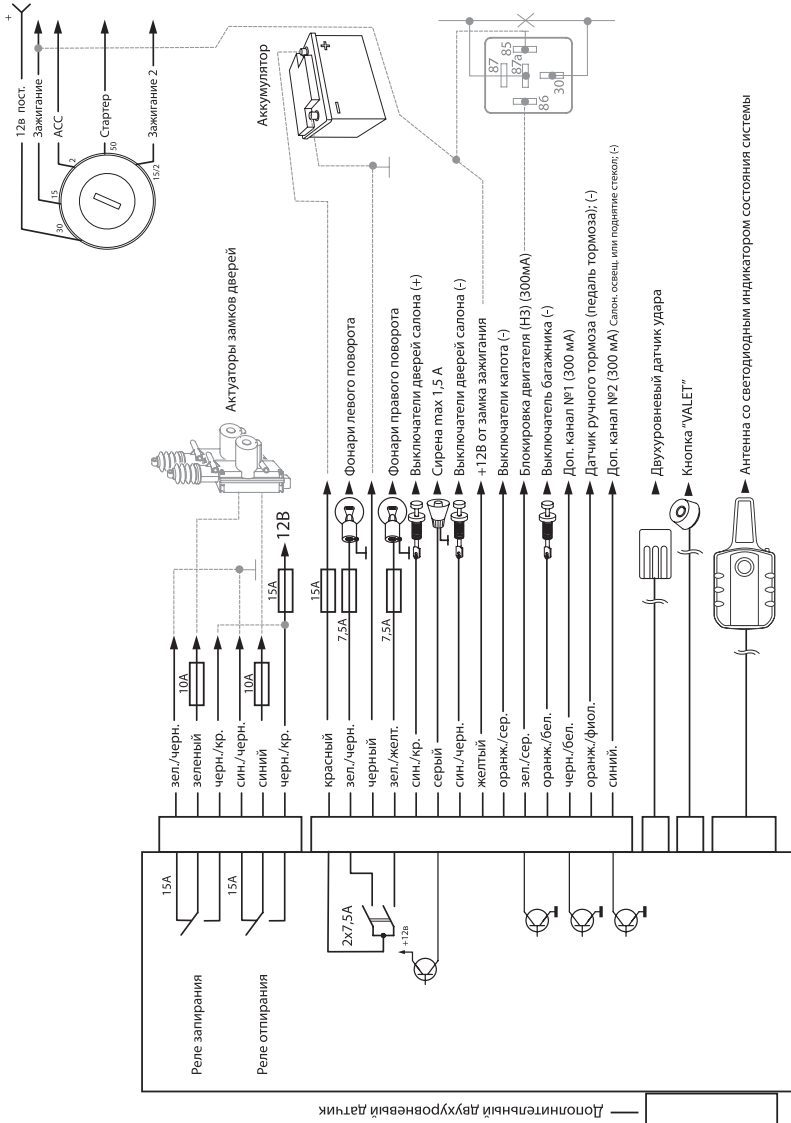 +
12в пост.
Зажигание
АСС
Стартер
Зажигание 2
30
15
2
50
15/2
Аккумулятор
+
–
85
87
87а
30
86
Актуаторы замков дверей
12В
15А
10А
10А
зел./черн.
зеленый
черн./кр.
син./черн.
синий
черн./кр.
15А
15А
Реле запирания
Реле отпирания
Фонари левого поворота
Фонари правого поворота
Выключатели дверей салона (+)
Сирена max 1,5 А
Выключатели дверей салона (-)
+12В от замка зажигания
Выключатели капота (-)
Блокировка двигателя (НЗ) (300мА)
Выключатель багажника (-)
Доп. канал №1 (300 мА)
Датчик ручного тормоза (педаль тормоза); (-)
Доп. канал №2 (300 мА) Салон. освещ. или поднятие стекол; (-)
Двухуровневый датчик удара
Кнопка "VALET"
Антенна со светодиодным индикатором состояния системы
15А
7,5А
7,5А
красный
зел./черн.
черный
зел./желт.
син./кр.
серый
син./черн.
желтый
оранж./сер.
зел./сер.
оранж./бел.
черн./бел.
оранж./фиол.
синий.
2х7,5А
+12в
Дополнительный двухуровневый датчик